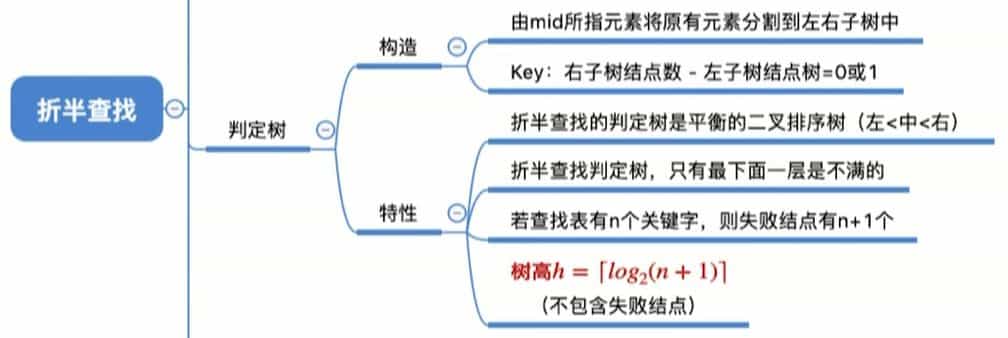 折半查找
判定树
构造
由mid所指元素将原有元素分割到左右子树中
Key：右子树结点数 - 左子树结点树=0或1
特性
折半查找的判定树是平衡的二叉排序树（左<中<右）
折半查找判定树，只有最下面一层是不满的
若查找表有n个关键字，则失败结点有n+1个
树高h = ⌈log₂(n + 1)⌉
（不包含失败结点）